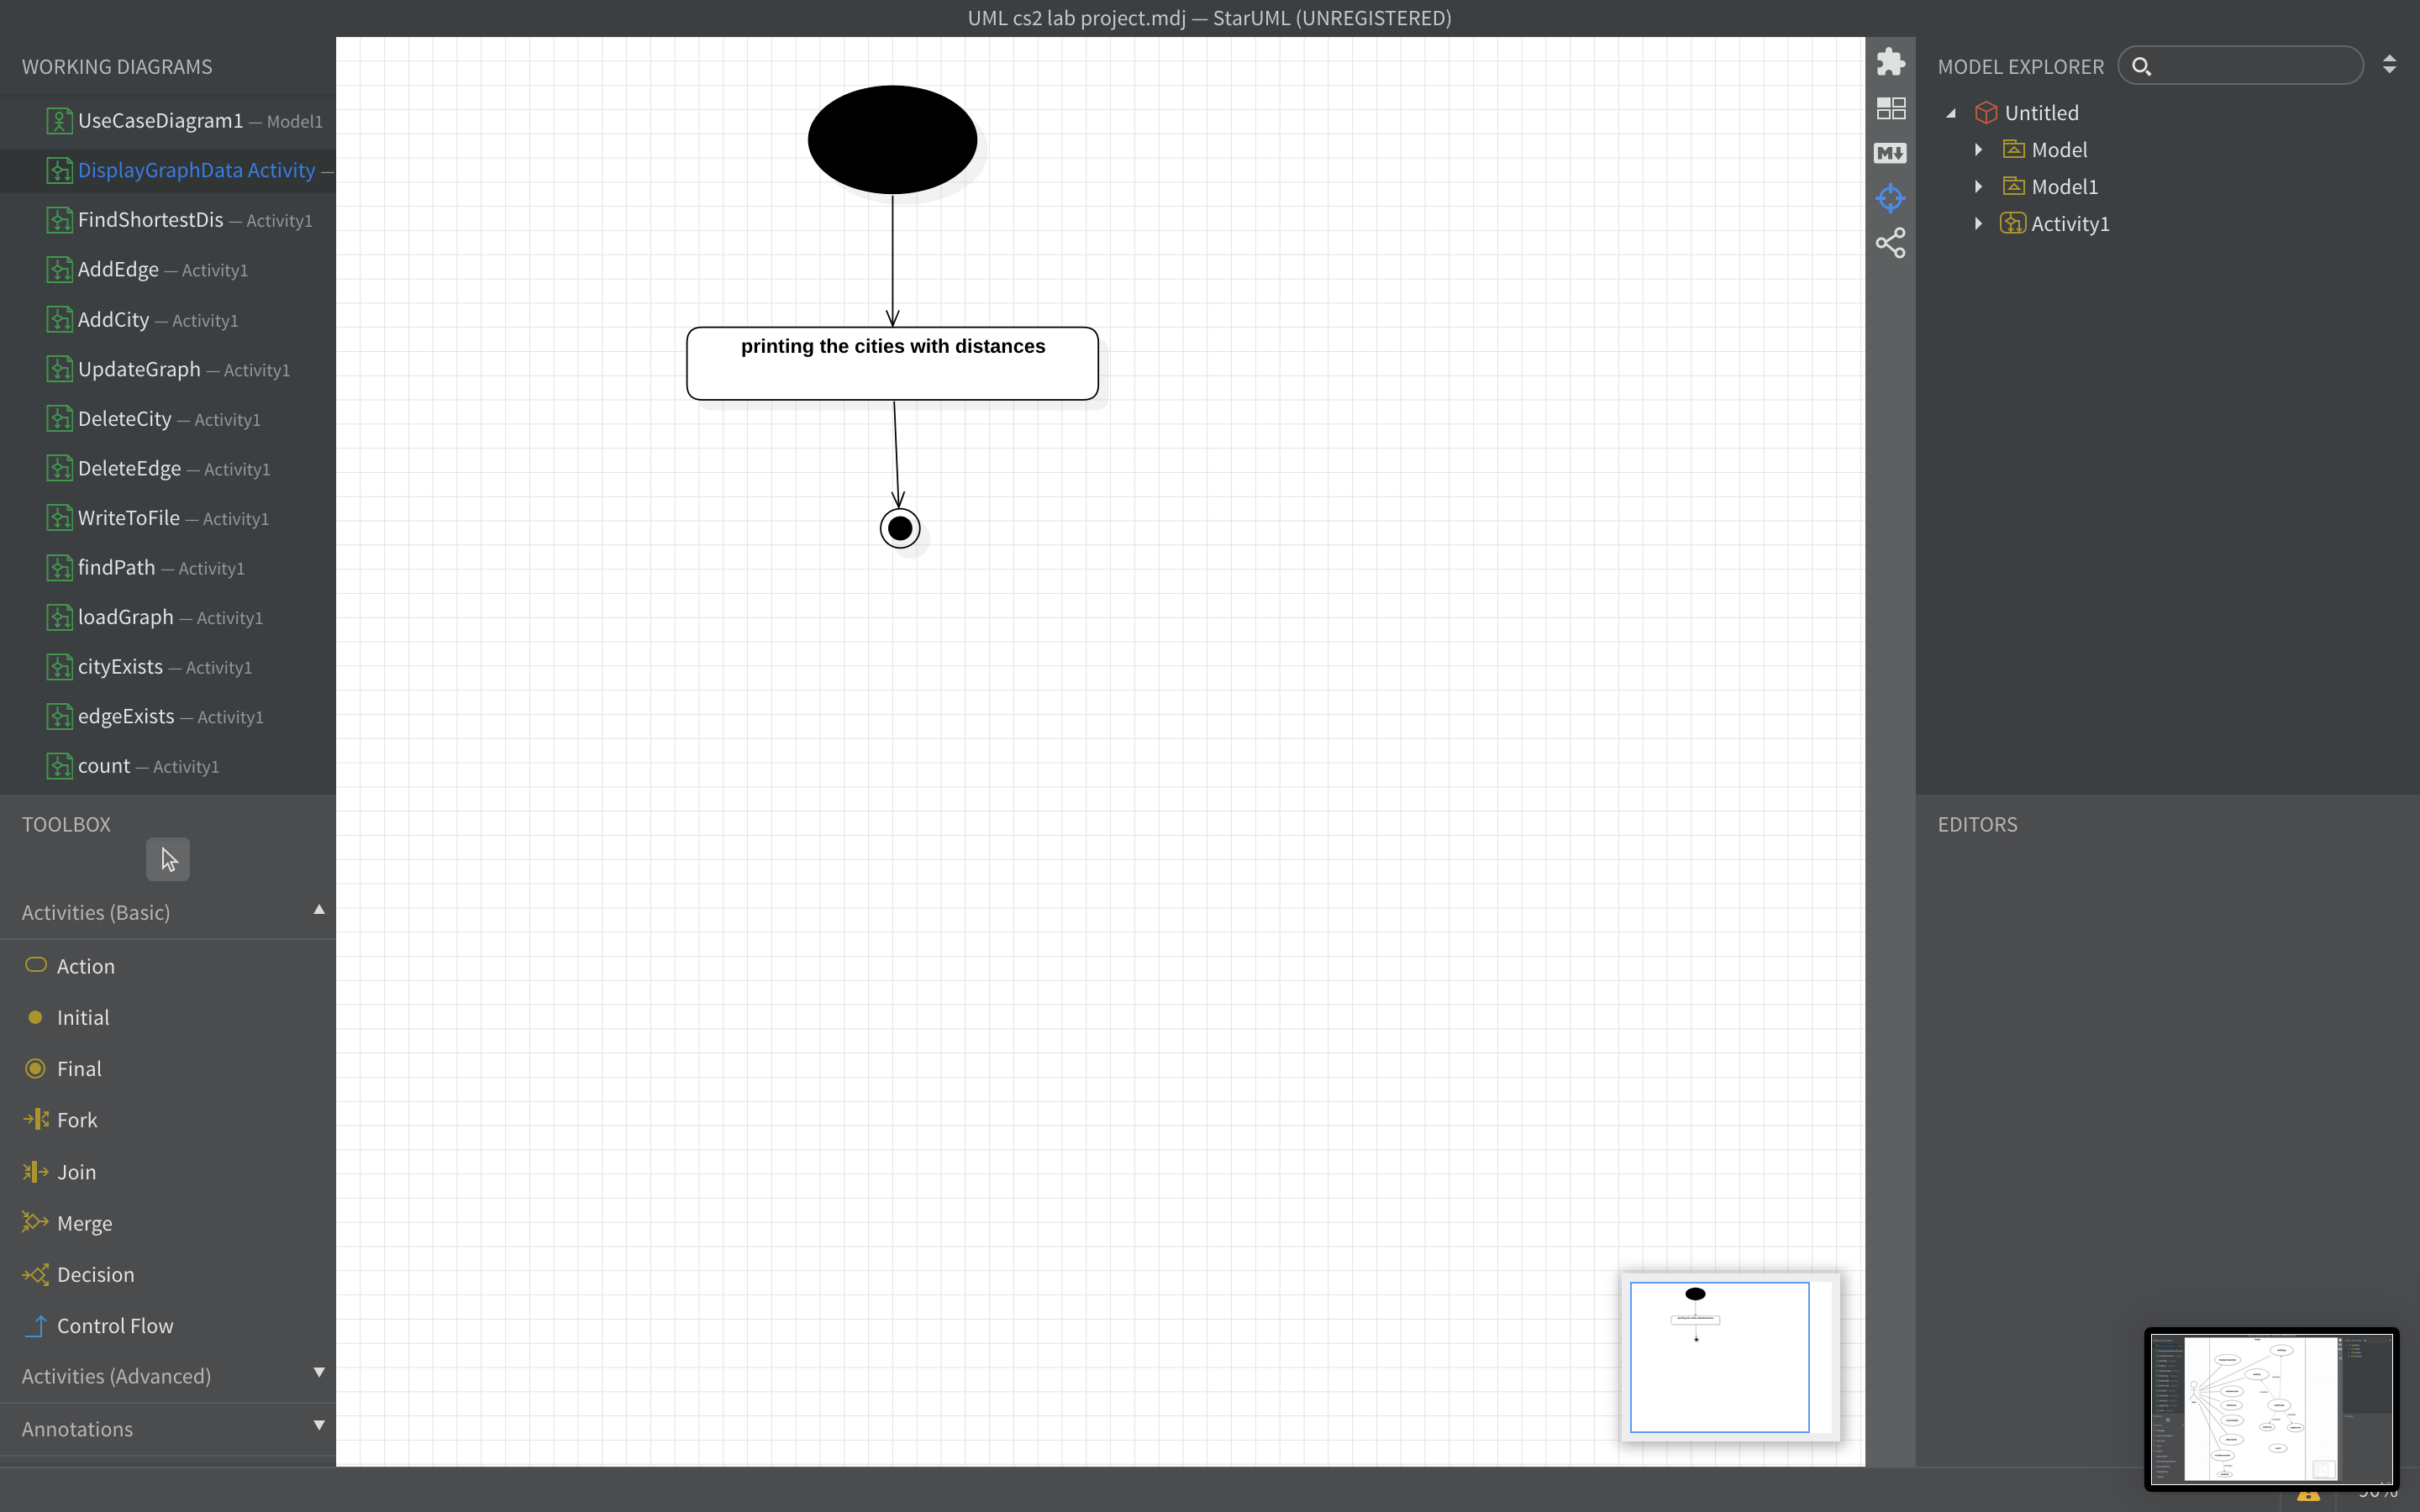 UML cs2 lab project.mdj — StarUML (UNREGISTERED)
WORKING DIAGRAMS
UseCaseDiagram1 — Model1
DisplayGraphData Activity —
FindShortestDis — Activity1
AddEdge — Activity1
AddCity — Activity1
UpdateGraph — Activity1
DeleteCity — Activity1
DeleteEdge — Activity1
WriteToFile — Activity1
findPath — Activity1
loadGraph — Activity1
cityExists — Activity1
edgeExists — Activity1
count — Activity1
TOOLBOX
Activities (Basic)
Action
Initial
Final
Fork
Join
Merge
Decision
Control Flow
Activities (Advanced)
Annotations
printing the cities with distances
M
MODEL EXPLORER
Untitled
Model
Model1
Activity1
EDITORS